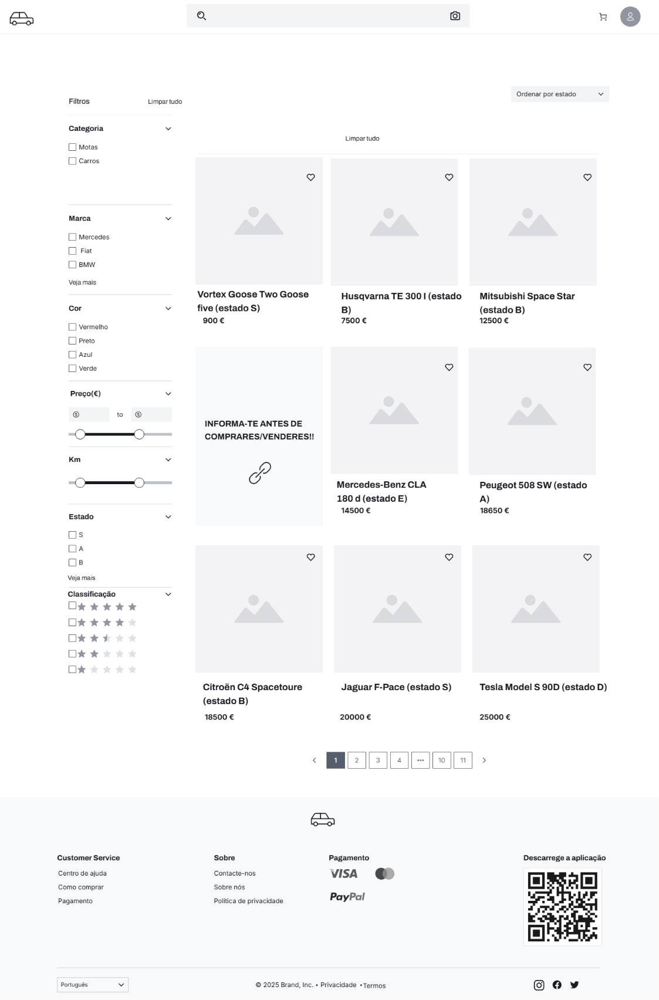 Ordenar por estado
Filtros
Limpar tudo
Categoria
Motas
Carros
Marca
Mercedes
Fiat
BMW
Veja mais
Cor
Vermelho
Preto
Azul
Verde
Preço(€)
to
Km
Estado
S
A
B
Veja mais
Classificação
Limpar tudo
Vortex Goose Two Goose
five (estado S)
900 €
Husqvarna TE 300 I (estado
B)
7500 €
Mitsubishi Space Star
(estado B)
12500 €
INFORMA-TE ANTES DE
COMPRARES/VENDERES!!
Mercedes-Benz CLA
180 d (estado E)
14500 €
Peugeot 508 SW (estado
A)
18650 €
Citroën C4 Spacetoure
(estado B)
18500 €
Jaguar F-Pace (estado S)
20000 €
Tesla Model S 90D (estado D)
25000 €
1 2 3 4 ••• 10 11
Customer Service
Centro de ajuda
Como comprar
Pagamento
Sobre
Contacte-nos
Sobre nós
Politica de privacidade
Pagamento
VISA
PayPal
Descarrege a aplicação
Português
© 2025 Brand, Inc. • Privacidade •Termos